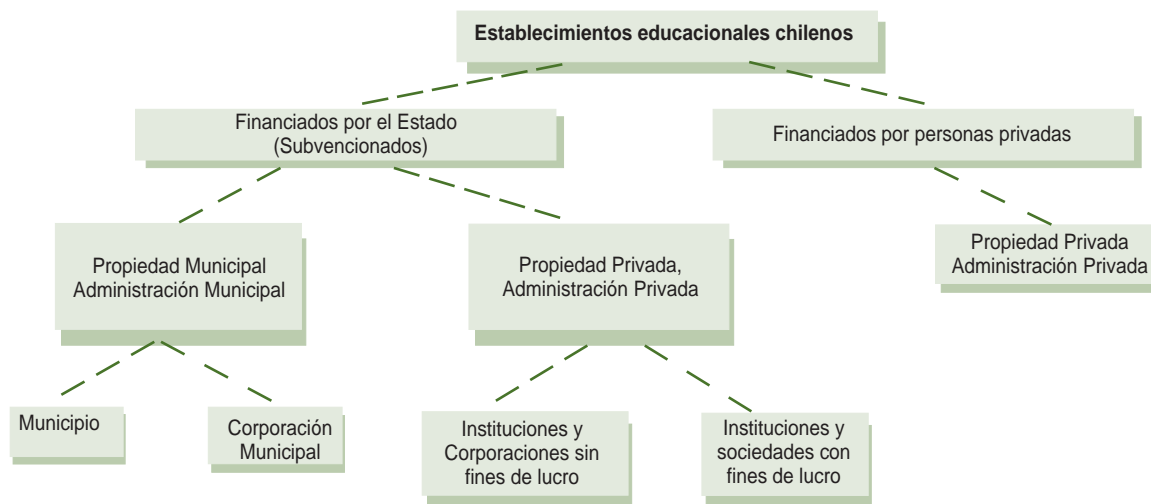 Establecimientos educacionales chilenos
Financiados por el Estado
(Subvencionados)
Financiados por personas privadas
Propiedad Municipal
Administración Municipal
Propiedad Privada,
Administración Privada
Propiedad Privada
Administración Privada
Municipio
Corporación
Municipal
Instituciones y
Corporaciones sin
fines de lucro
Instituciones y
sociedades con
fines de lucro